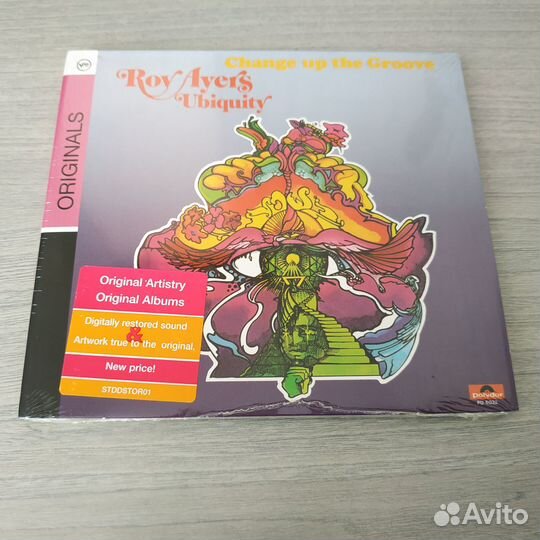 Change up the Groove
Roy Ayers
Ubiquity
ORIGINALS
Original Artistry
Original Albums
Digitally restored sound
&
Artwork true to the original.
New price!
STDDSTOR01
polydor
Avito